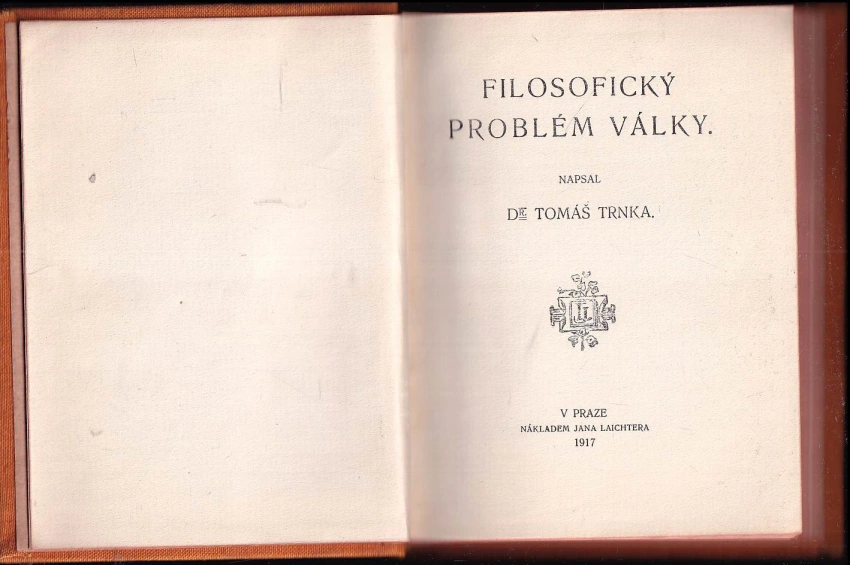 FILOSOFICKÝ
PROBLÉM VÁLKY.
NAPSAL
DR TOMÁŠ TRNKA.
V PRAZE
NÁKLADEM JANA LAICHTERA
1917